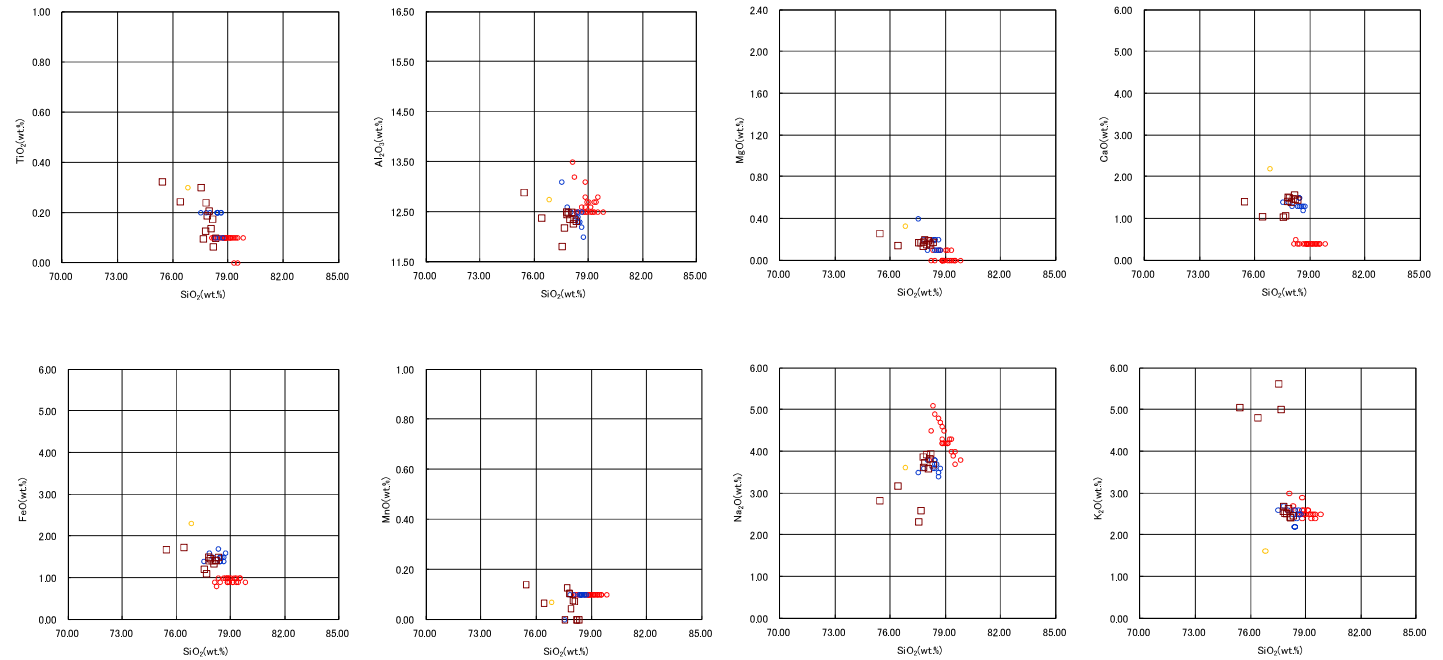 1.00 16.50 2.40 6.00
0.80 15.50 2.00 5.00
0.60 14.50 1.60 4.00
TiO2(wt.%) Al2O3(wt.%) MgO(wt.%) CaO(wt.%)
1.20 3.00
0.40 13.50 0.80 2.00
0.20 12.50 0.40 1.00
0.00 11.50 0.00 0.00
70.00 73.00 76.00 79.00 82.00 85.00 70.00 73.00 76.00 79.00 82.00 85.00 70.00 73.00 76.00 79.00 82.00 85.00 70.00 73.00 76.00 79.00 82.00 85.00
SiO2(wt.%) SiO2(wt.%) SiO2(wt.%) SiO2(wt.%)
6.00 1.00 6.00 6.00
5.00 0.80 5.00 5.00
4.00 0.60 4.00 4.00
FeO(wt.%) MnO(wt.%) Na2O(wt.%) K2O(wt.%)
3.00 0.40 3.00 3.00
2.00 0.20 2.00 2.00
1.00 1.00 1.00
0.00 0.00 0.00 0.00
70.00 73.00 76.00 79.00 82.00 85.00 70.00 73.00 76.00 79.00 82.00 85.00 70.00 73.00 76.00 79.00 82.00 85.00 70.00 73.00 76.00 79.00 82.00 85.00
SiO2(wt.%) SiO2(wt.%) SiO2(wt.%) SiO2(wt.%)